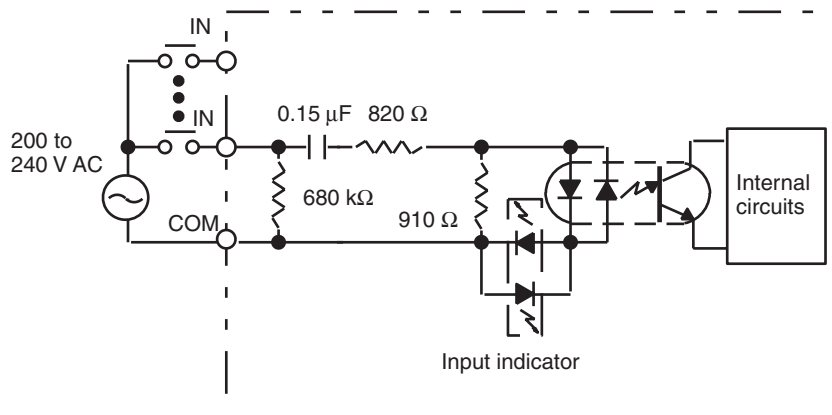 IN
IN
0.15 μF
820 Ω
200 to
240 V AC
680 kΩ
910 Ω
COM
Internal
circuits
Input indicator